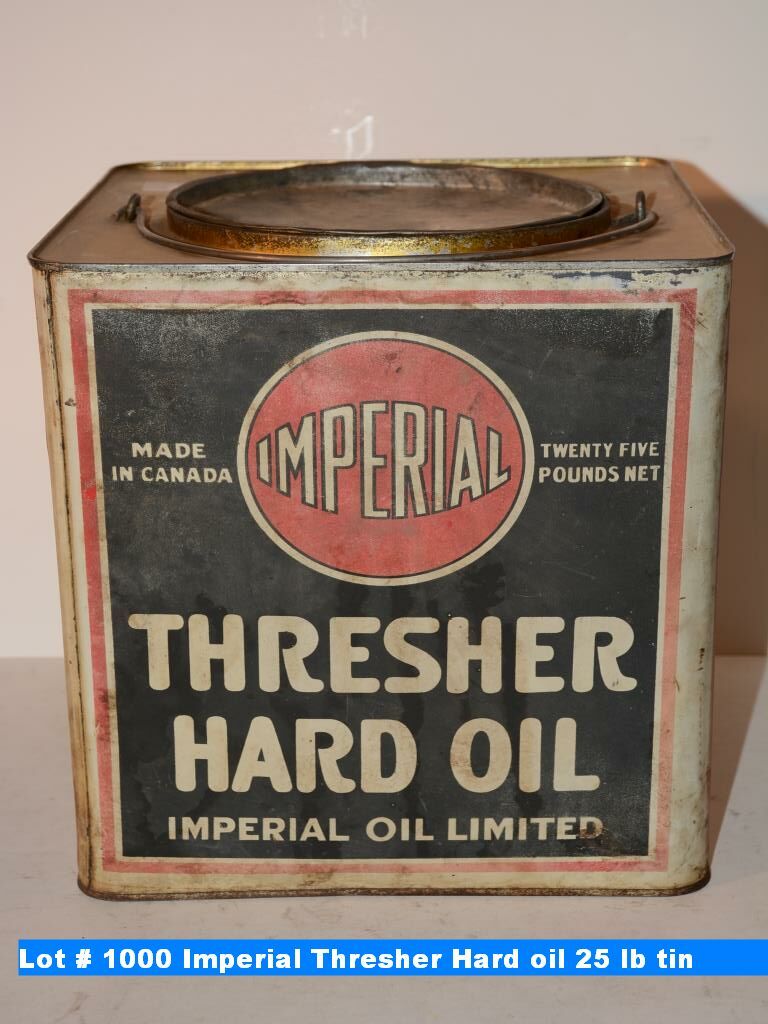 IMPERIAL
MADE
IN CANADA
TWENTY FIVE
POUNDS NET
THRESHER
HARD OIL
IMPERIAL OIL LIMITED
Lot # 1000 Imperial Thresher Hard oil 25 lb tin